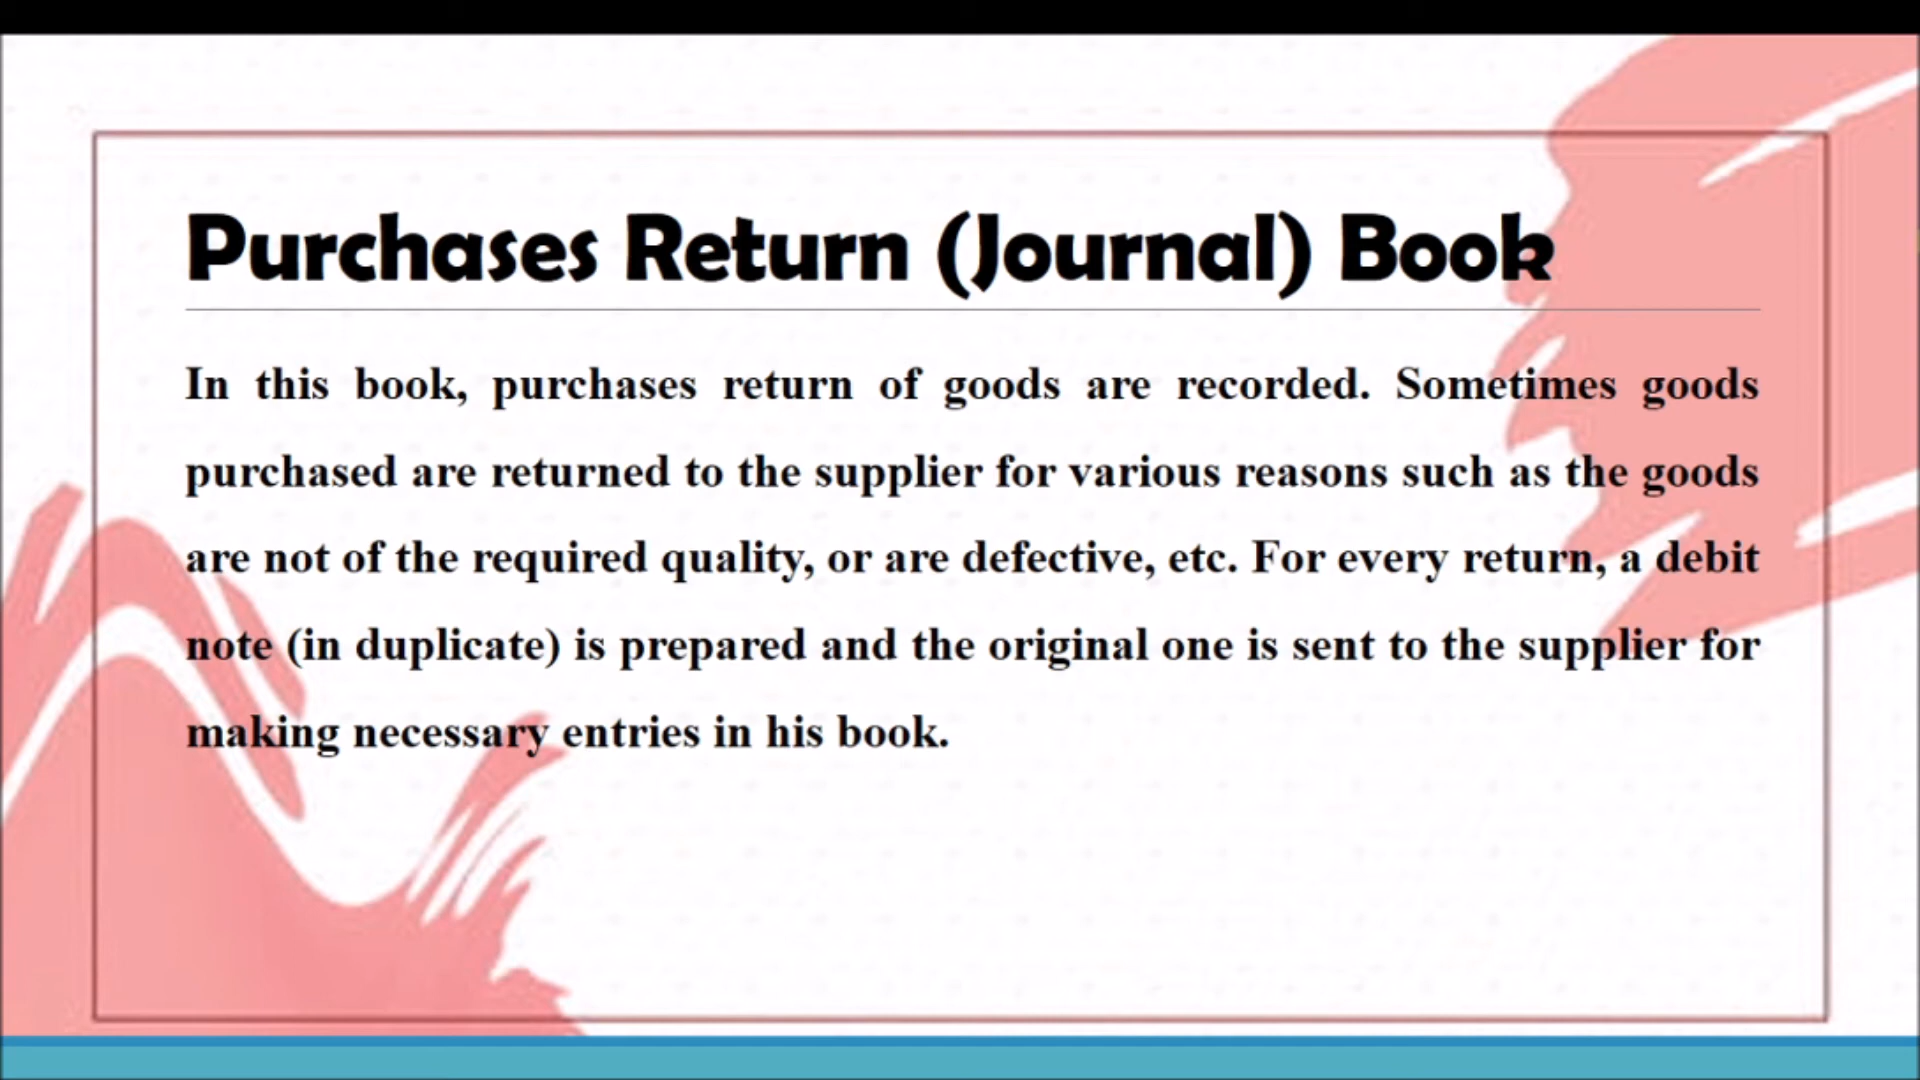 Purchases Return (Journal) Book
In this book, purchases return of goods are recorded. Sometimes goods
purchased are returned to the supplier for various reasons such as the goods
are not of the required quality, or are defective, etc. For every return, a debit
note (in duplicate) is prepared and the original one is sent to the supplier for
making necessary entries in his book.